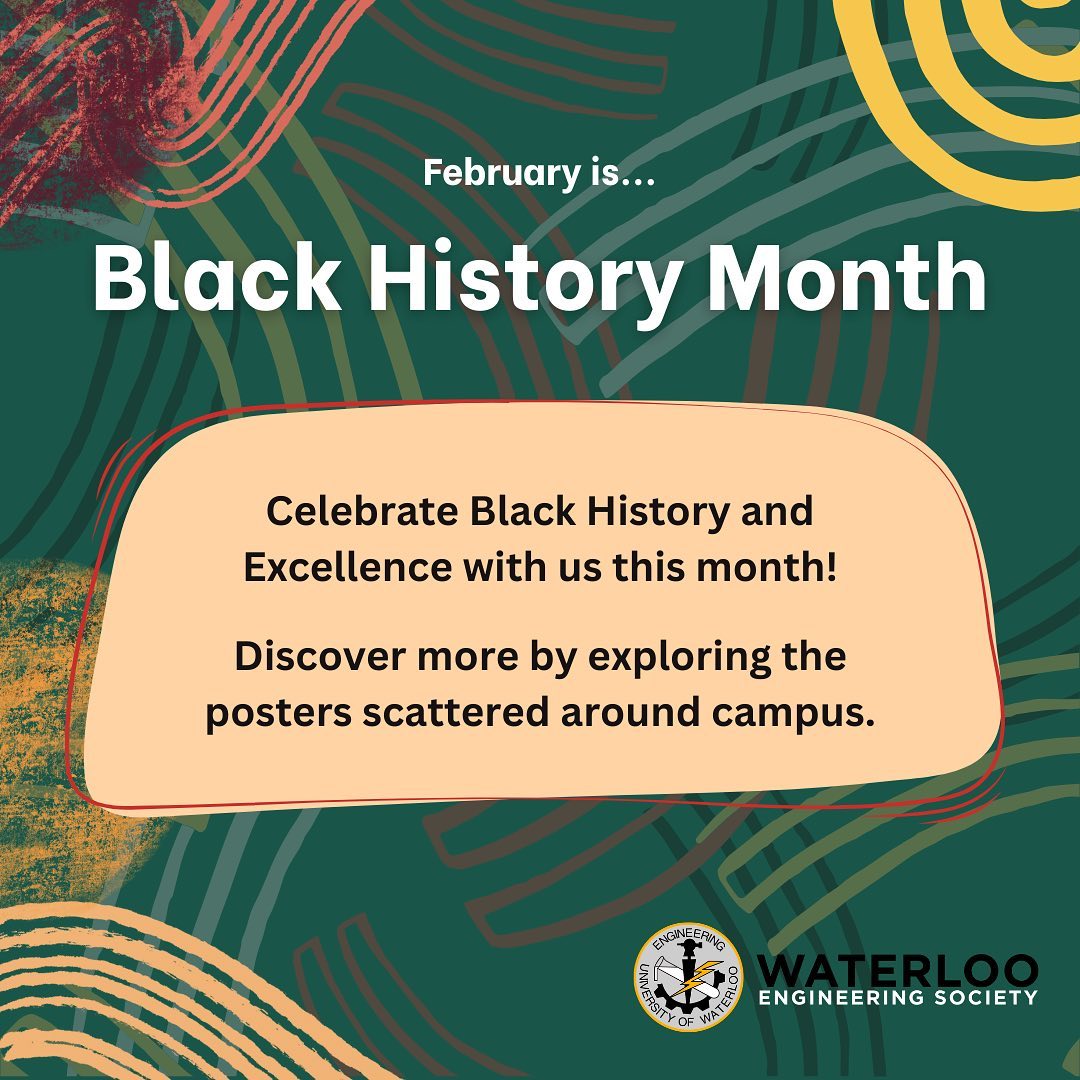 February is...
Black History Month
Celebrate Black History and
Excellence with us this month!
Discover more by exploring the
posters scattered around campus.
ENGINEERING
UNIVERSITY OF WATERLOO
WATERLOO
ENGINEERING SOCIETY